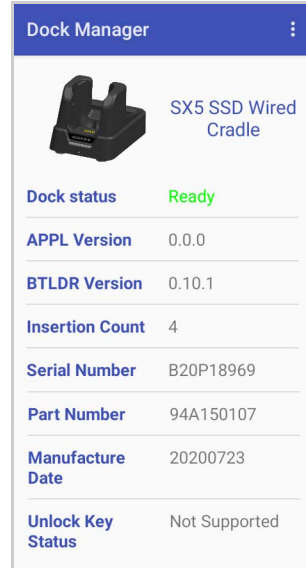 Dock Manager
SX5 SSD Wired
Cradle
Dock status Ready
APPL Version 0.0.0
BTLDR Version 0.10.1
Insertion Count 4
Serial Number B20P18969
Part Number 94A150107
Manufacture 20200723
Date
Unlock Key Not Supported
Status